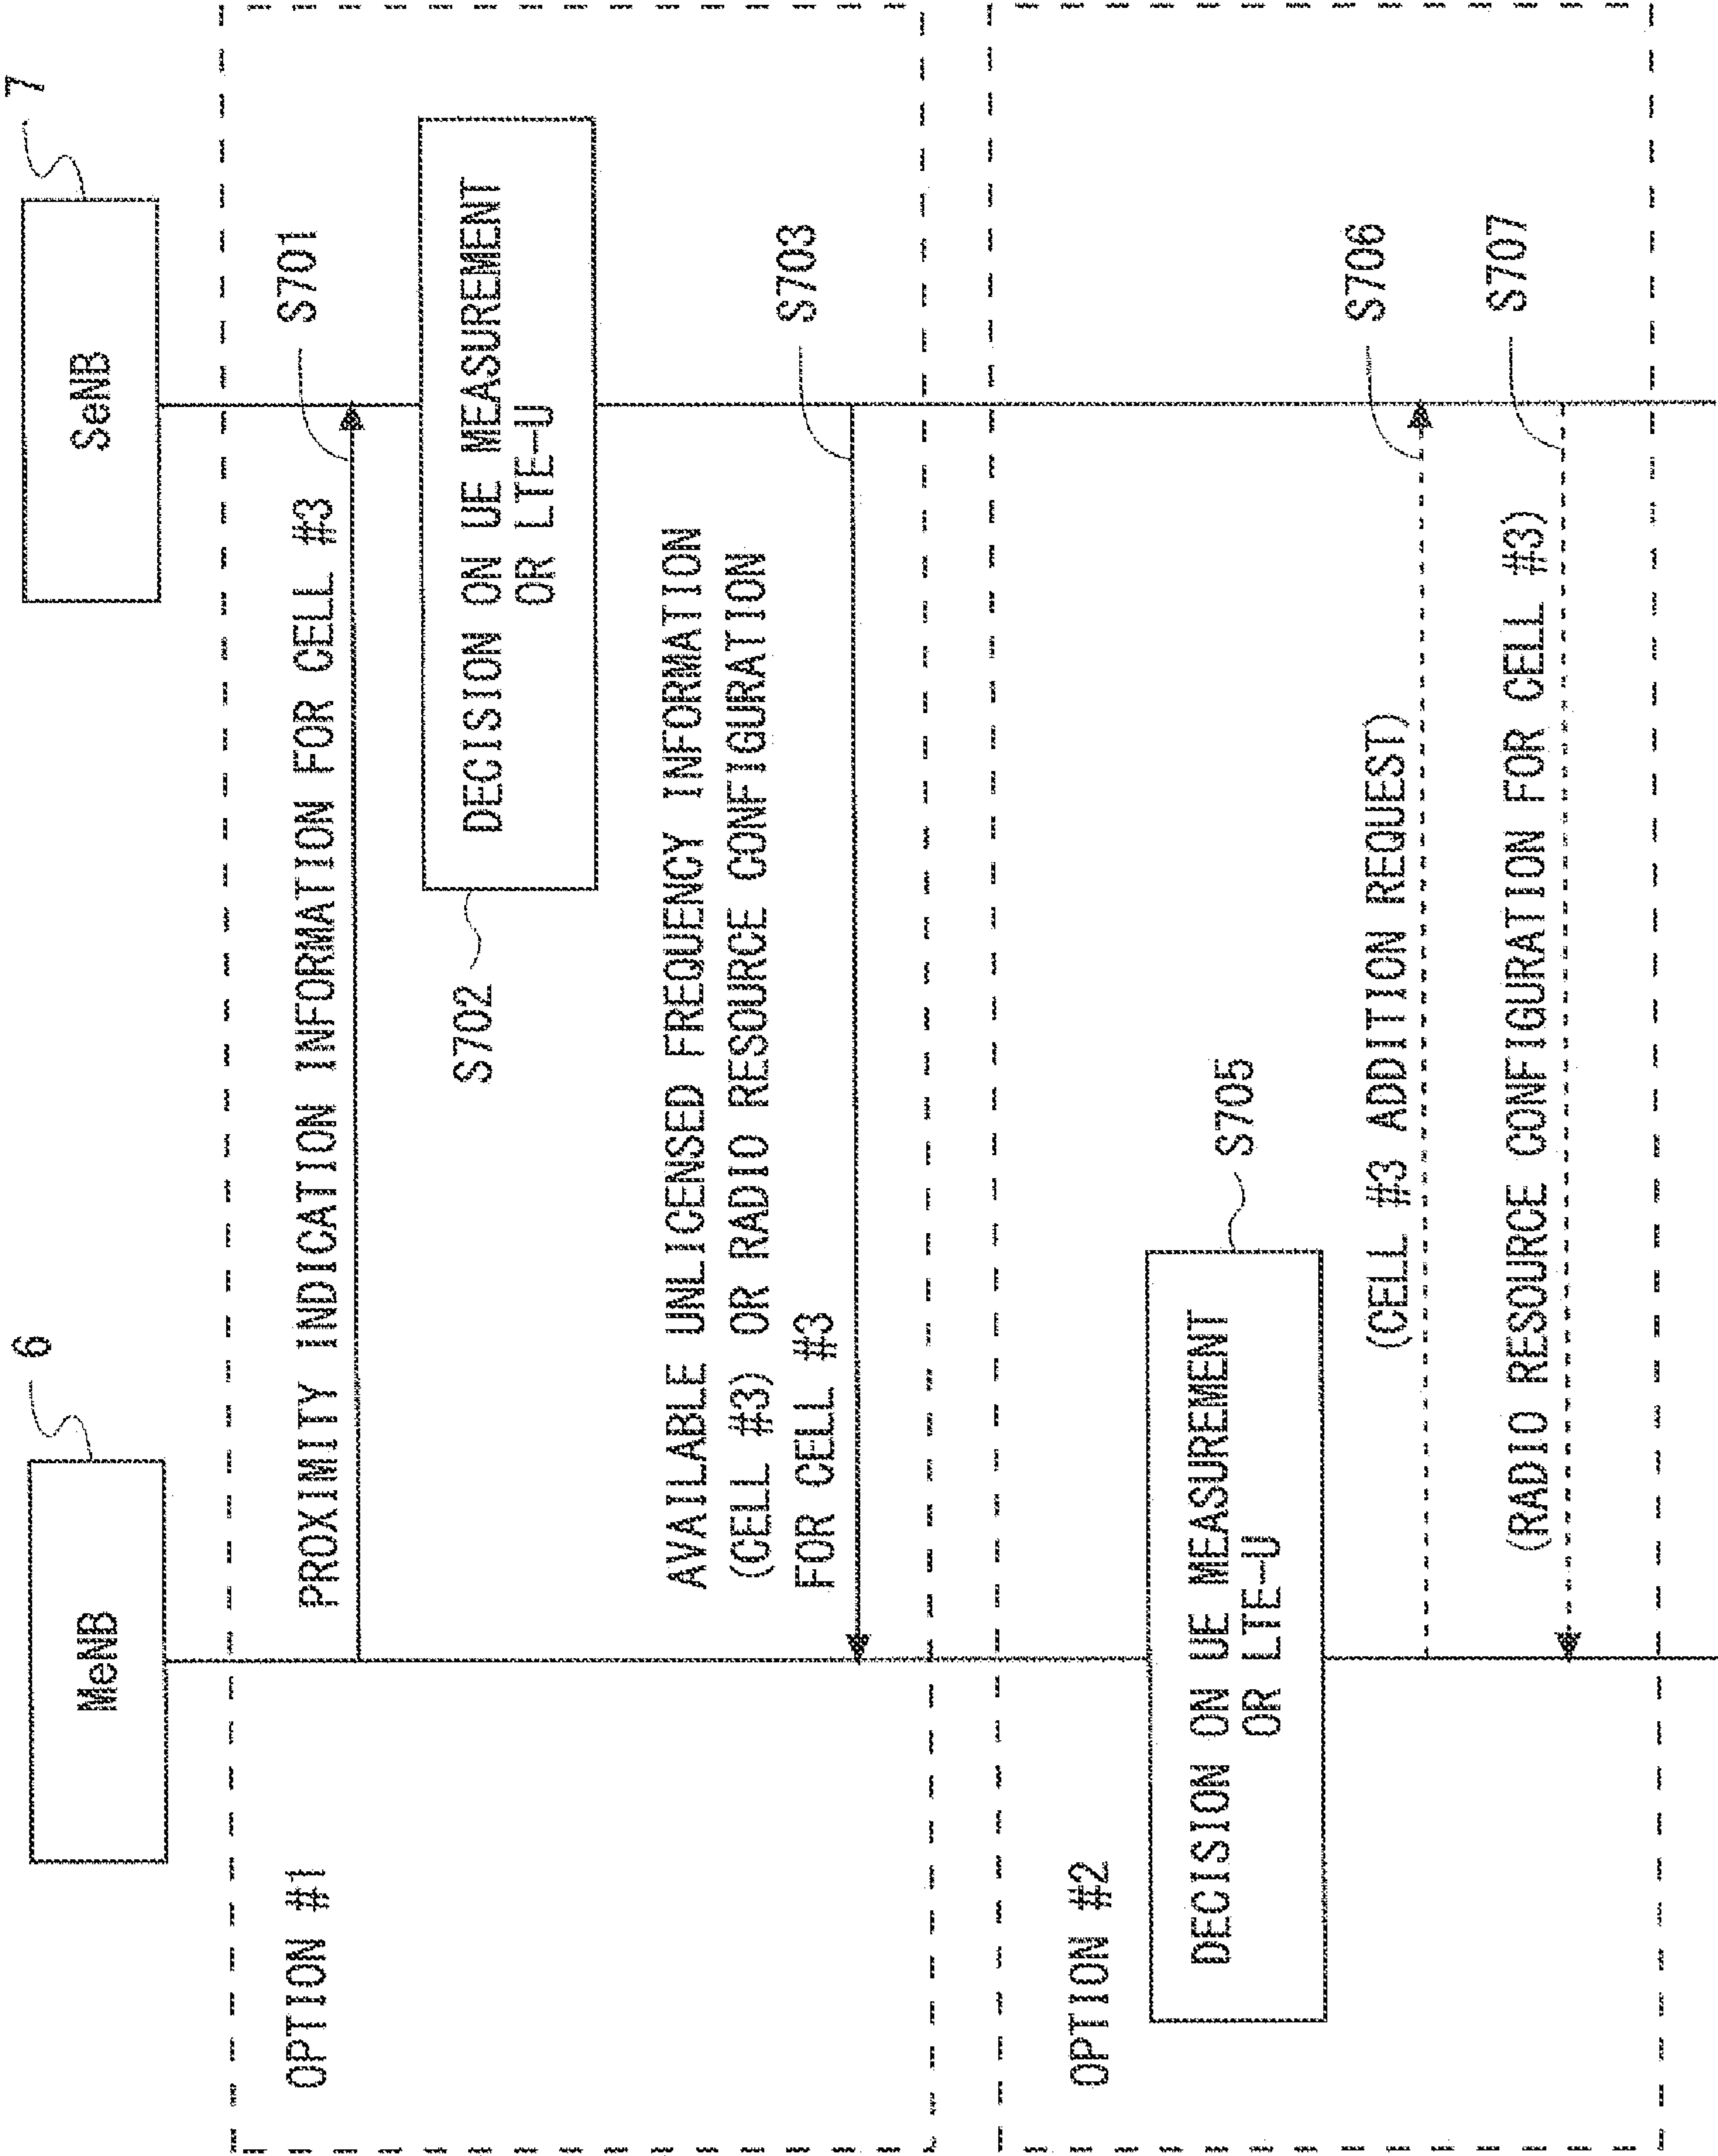 6
7
MeNB
SeNB
OPTION #1
PROXIMITY INDICATION INFORMATION FOR CELL #3
S701
S702
DECISION ON UE MEASUREMENT
OR LTE-U
AVAILABLE UNLICENSED FREQUENCY INFORMATION
(CELL #3) OR RADIO RESOURCE CONFIGURATION
FOR CELL #3
S703
OPTION #2
DECISION ON UE MEASUREMENT
OR LTE-U
S705
(CELL #3 ADDITION REQUEST)
S706
(RADIO RESOURCE CONFIGURATION FOR CELL #3)
S707